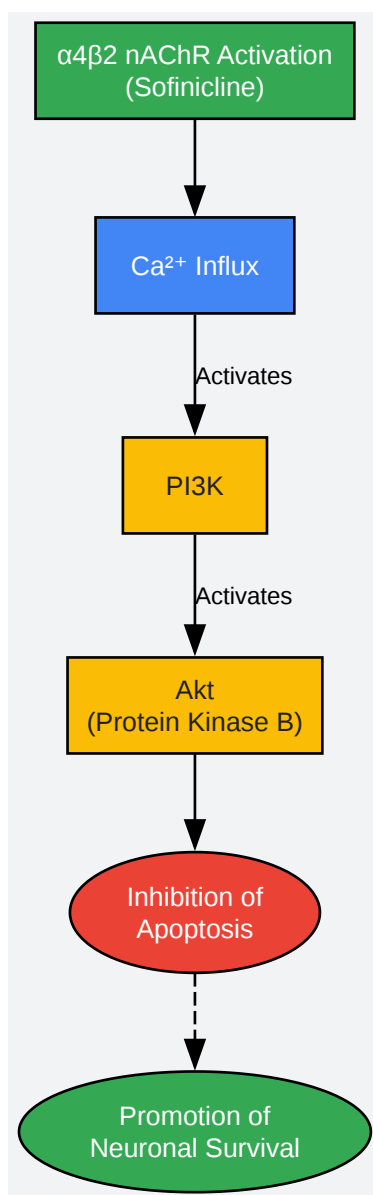 α4β2 nAChR Activation
(Sofinicline)
Ca²⁺ Influx
Activates
PI3K
Activates
Akt
(Protein Kinase B)
Inhibition of
Apoptosis
Promotion of
Neuronal Survival